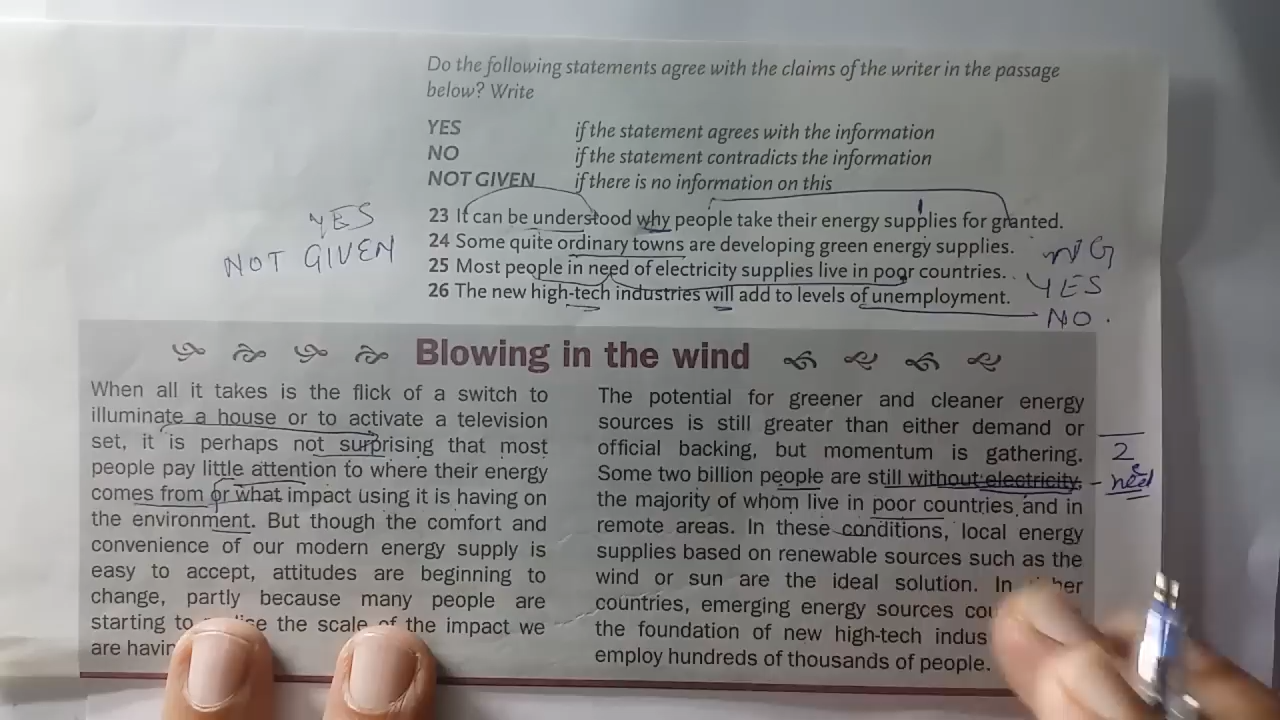 Do the following statements agree with the claims of the writer in the passage
below? Write
YES if the statement agrees with the information
NO if the statement contradicts the information
NOT GIVEN if there is no information on this
23 It can be understood why people take their energy supplies for granted.
24 Some quite ordinary towns are developing green energy supplies.
25 Most people in need of electricity supplies live in poor countries.
26 The new high-tech industries will add to levels of unemployment.
YES
NOT GIVEN
NG
YES
NO.
Blowing in the wind
When all it takes is the flick of a switch to
illuminate a house or to activate a television
set, it is perhaps not surprising that most
people pay little attention to where their energy
comes from or what impact using it is having on
the environment. But though the comfort and
convenience of our modern energy supply is
easy to accept, attitudes are beginning to
change, partly because many people are
starting to the scale of the impact we
are
The potential for greener and cleaner energy
sources is still greater than either demand or
official backing, but momentum is gathering.
Some two billion people are still without electricity,
the majority of whom live in poor countries and in
remote areas. In these conditions, local energy
supplies based on renewable sources such as the
wind or sun are the ideal solution. In
countries, emerging energy sources
the foundation of new high-tech
employ hundreds of thousands of people.
2
need